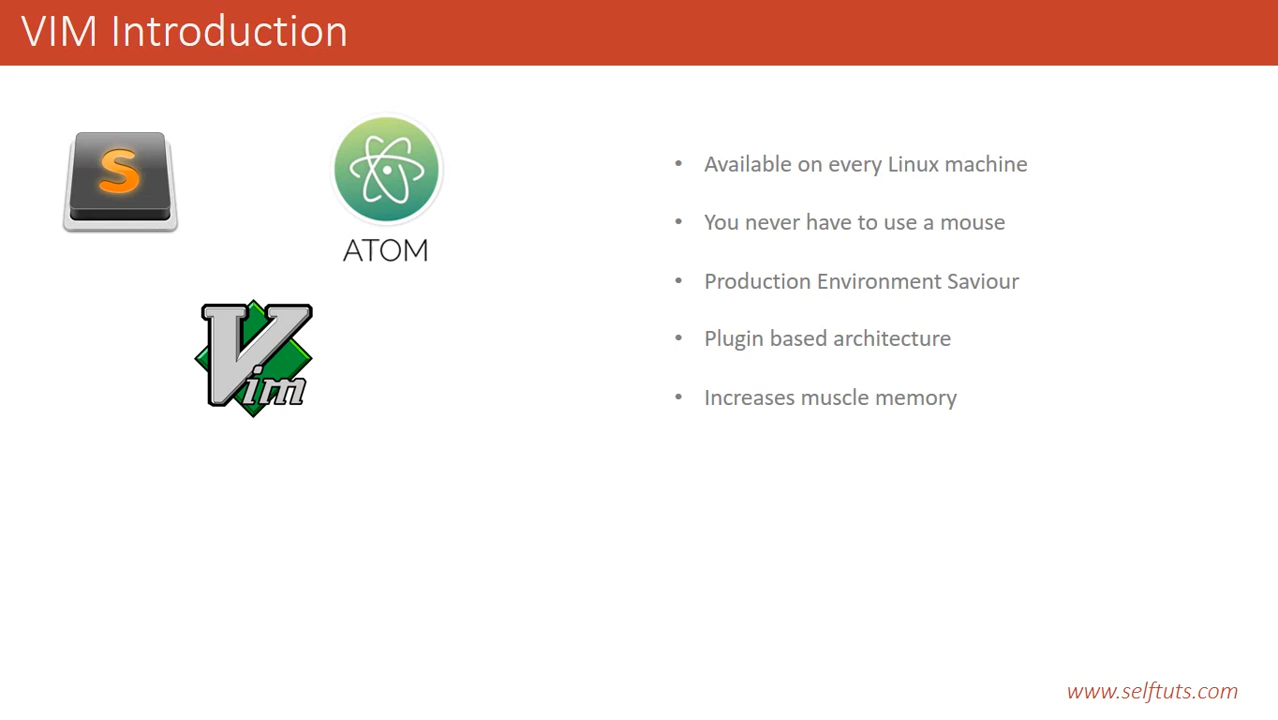 VIM Introduction
S
ATOM
Vim
• Available on every Linux machine
• You never have to use a mouse
• Production Environment Saviour
• Plugin based architecture
• Increases muscle memory
www.selftuts.com